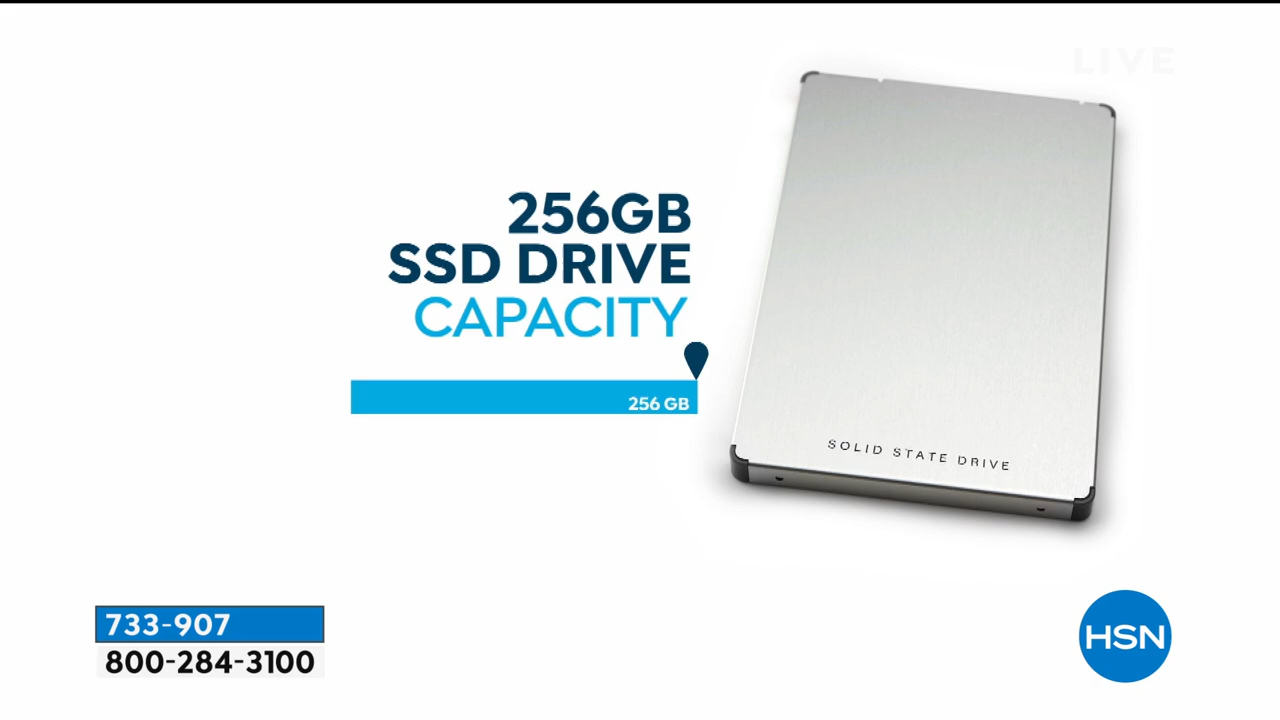 LIVE
256GB
SSD DRIVE
CAPACITY
256 GB
SOLID STATE DRIVE
733-907
800-284-3100
HSN